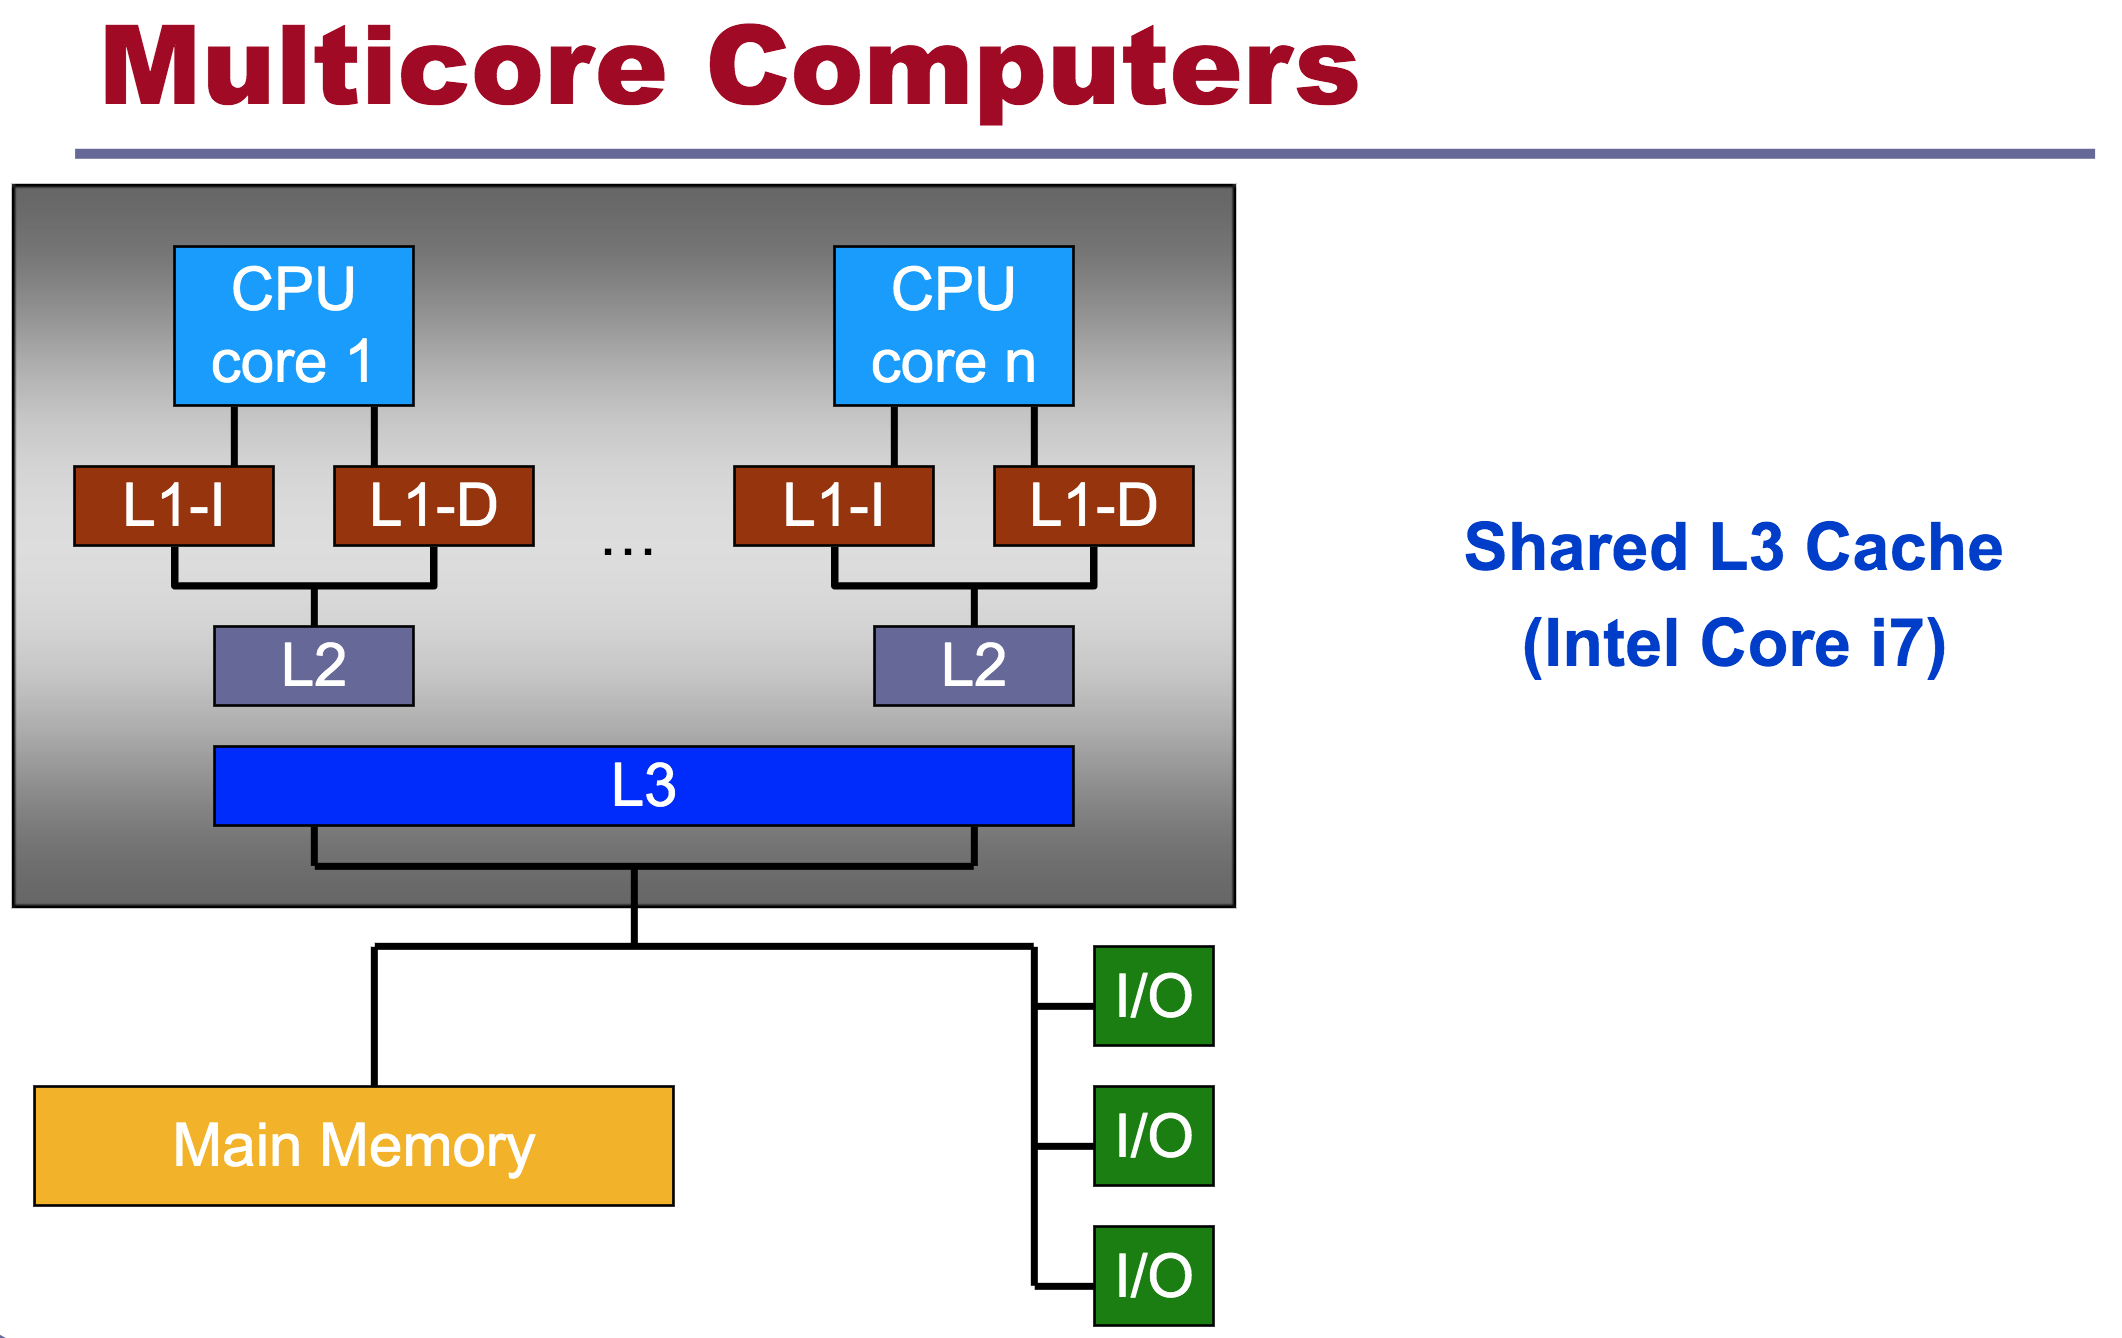 Multicore Computers
CPU
core 1
CPU
core n
L1-I
L1-D
...
L1-I
L1-D
L2
L2
L3
Shared L3 Cache
(Intel Core i7)
Main Memory
I/O
I/O
I/O